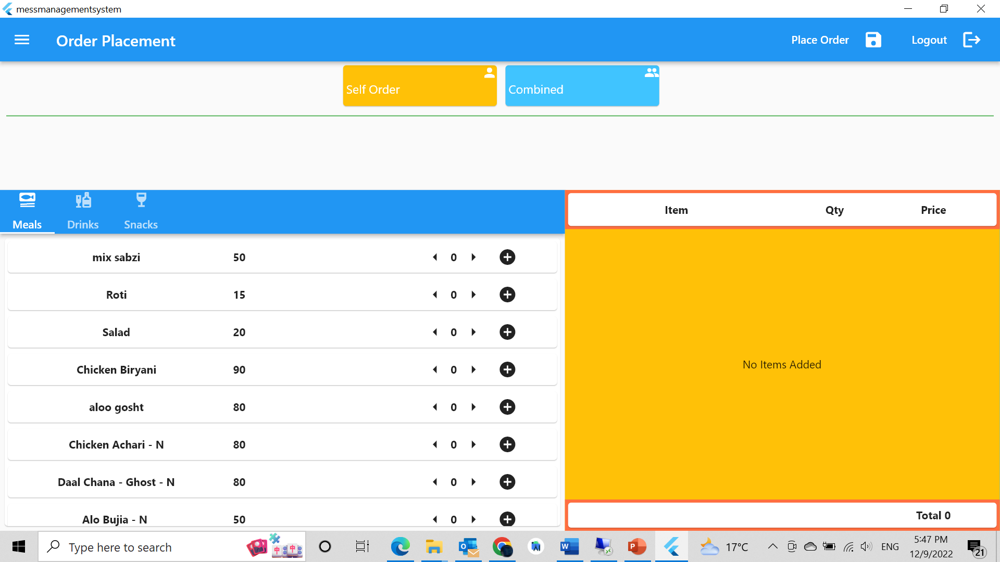 messmanagementsystem
Order Placement
Place Order
Logout
Self Order
Combined
Meals
Drinks
Snacks
Item Qty Price
mix sabzi 50 0
Roti 15 0
Salad 20 0
Chicken Biryani 90 0
aloo gosht 80 0
Chicken Achari - N 80 0
Daal Chana - Ghost - N 80 0
Alo Bujia - N 50 0
No Items Added
Total 0
Type here to search
17°C
ENG
5:47 PM
12/9/2022
21